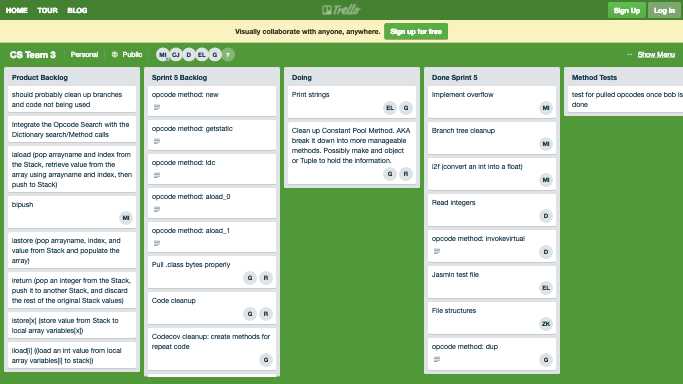 HOME TOUR BLOG
Trello
Sign Up Log In
Visually collaborate with anyone, anywhere. Sign up for free
CS Team 3 Personal Public MI CJ D EL G 7
... Show Menu
Product Backlog
should probably clean up branches
and code not being used
Integrate the Opcode Search with the
Dictionary search/Method calls
iaload (pop arrayname and index from
the Stack, retrieve value from the
array using arrayname and index, then
push to Stack)
bipush
MI
iastore (pop arrayname, index, and
value from Stack and populate the
array)
ireturn (pop an integer from the Stack,
push it to another Stack, and discard
the rest of the original Stack values)
istore[x] (store value from Stack to
local array variables[x])
iload[i] ((load an int value from local
array variables[i] to stack))
Sprint 5 Backlog
opcode method: new
opcode method: getstatic
opcode method: ldc
opcode method: aload_0
opcode method: aload_1
Pull .class bytes properly
G R
Code cleanup
G R
Codecov cleanup: create methods for
repeat code
G
Doing
Print strings
EL G
Clean up Constant Pool Method. AKA
break it down into more manageable
methods. Possibly make and object
or Tuple to hold the information.
G R
Done Sprint 5
Implement overflow
MI
Branch tree cleanup
MI
i2f (convert an int into a float)
MI
Read integers
D
opcode method: invokevirtual
D
Jasmin test file
EL
File structures
ZK
opcode method: dup
G
Method Tests
test for pulled opcodes once bob is
done